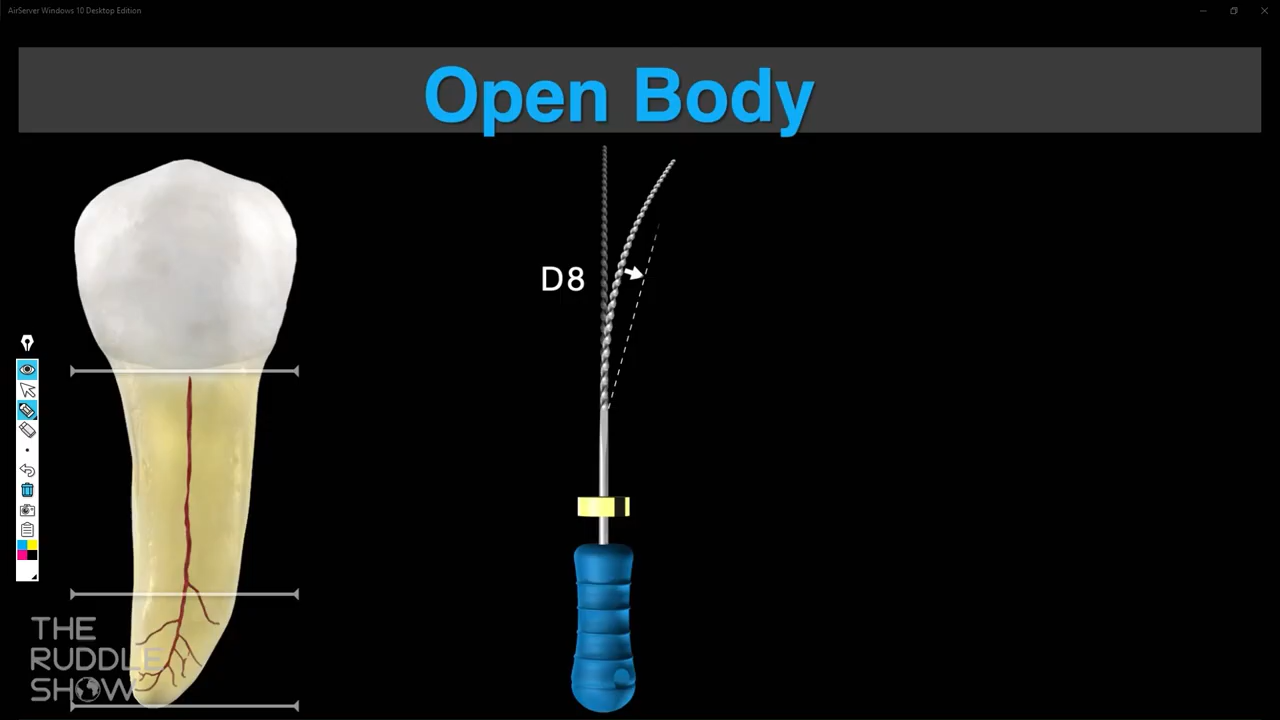 AirServer Windows 10 Desktop Edition
Open Body
D8
THE
RUDDLE
SHOW